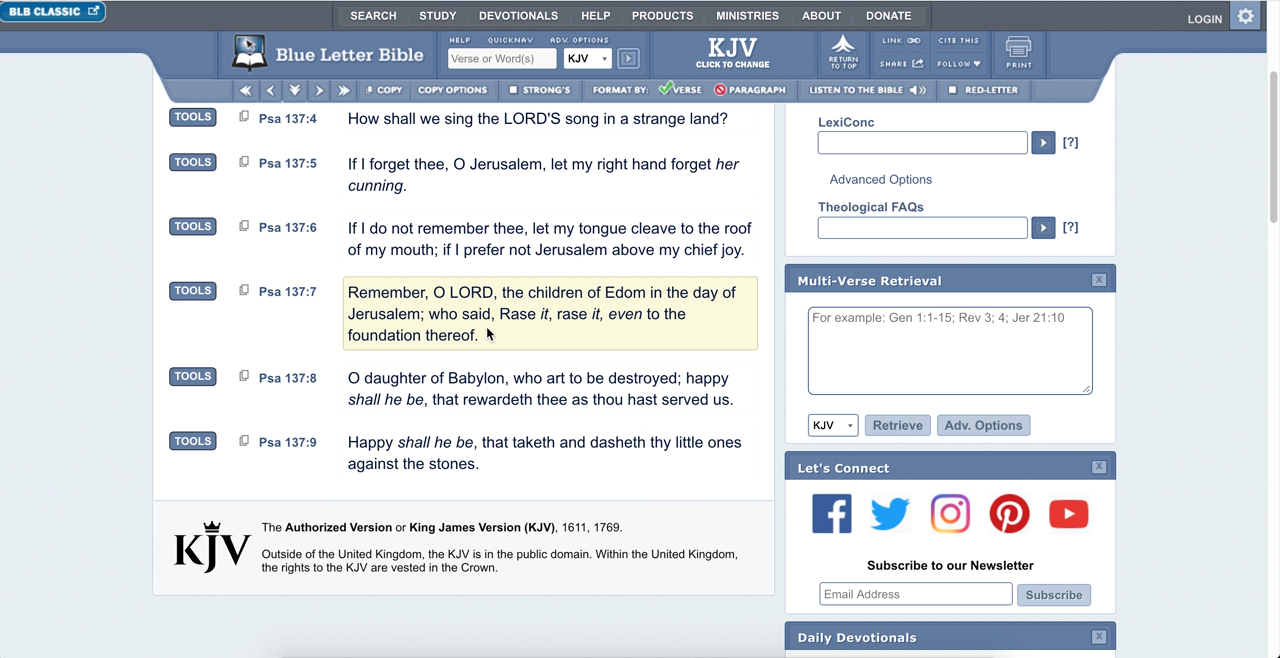 BLB CLASSIC
SEARCH STUDY DEVOTIONALS HELP PRODUCTS MINISTRIES ABOUT DONATE
LOGIN
Blue Letter Bible
HELP QUICKNAV ADV. OPTIONS
Verse or Word(s) KJV
KJV
CLICK TO CHANGE
RETURN
TO TOP
LINK CITE THIS
SHARE FOLLOW
PRINT
COPY COPY OPTIONS STRONG'S FORMAT BY: VERSE PARAGRAPH LISTEN TO THE BIBLE RED-LETTER
TOOLS Psa 137:4 How shall we sing the LORD'S song in a strange land?
TOOLS Psa 137:5 If I forget thee, O Jerusalem, let my right hand forget her
cunning.
TOOLS Psa 137:6 If I do not remember thee, let my tongue cleave to the roof
of my mouth; if I prefer not Jerusalem above my chief joy.
TOOLS Psa 137:7 Remember, O LORD, the children of Edom in the day of
Jerusalem; who said, Rase it, rase it, even to the
foundation thereof.
TOOLS Psa 137:8 O daughter of Babylon, who art to be destroyed; happy
shall he be, that rewardeth thee as thou hast served us.
TOOLS Psa 137:9 Happy shall he be, that taketh and dasheth thy little ones
against the stones.
KJV
The Authorized Version or King James Version (KJV), 1611, 1769.
Outside of the United Kingdom, the KJV is in the public domain. Within the United Kingdom,
the rights to the KJV are vested in the Crown.
LexiConc
[?]
Advanced Options
Theological FAQs
[?]
Multi-Verse Retrieval X
For example: Gen 1:1-15; Rev 3; 4; Jer 21:10
KJV Retrieve Adv. Options
Let's Connect X
Subscribe to our Newsletter
Email Address Subscribe
Daily Devotionals X